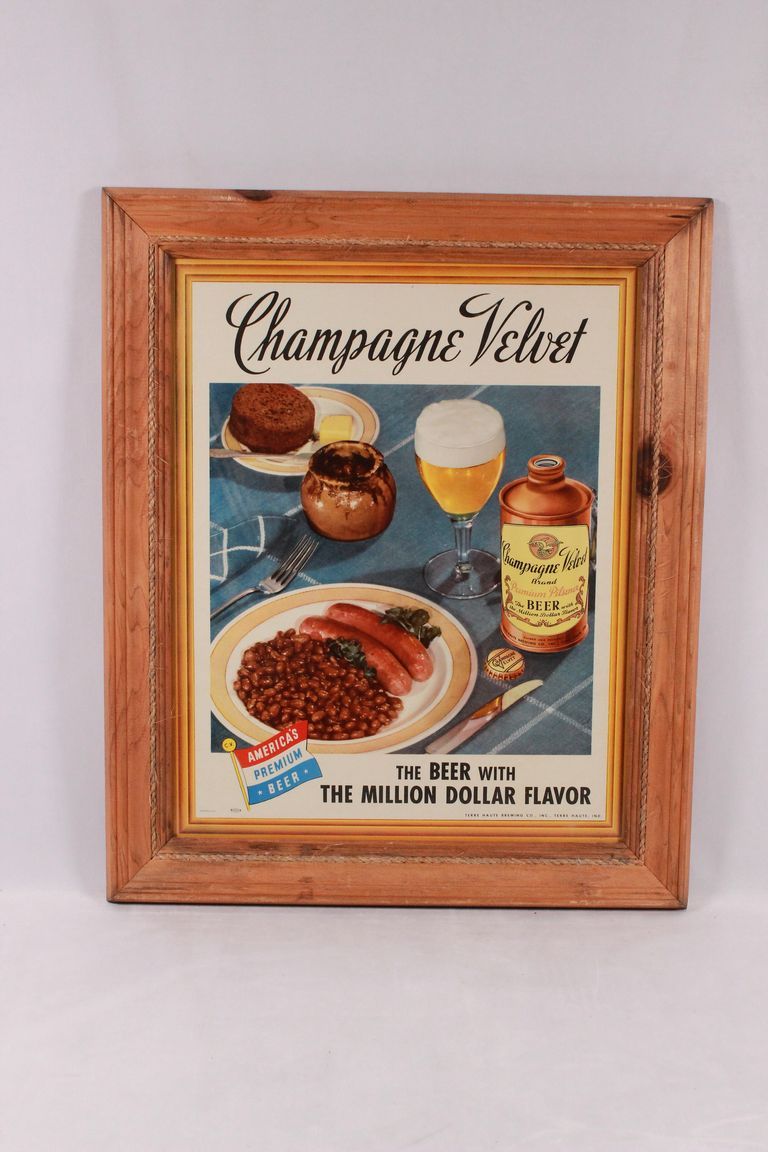 Champagne Velvet
Champagne Velvet
Brand
Premium Pilsner
The BEER with
the Million Dollar Flavor
C.V.
AMERICA'S
PREMIUM
BEER
THE BEER WITH
THE MILLION DOLLAR FLAVOR
TERRE HAUTE BREWING CO., INC., TERRE HAUTE, IND.